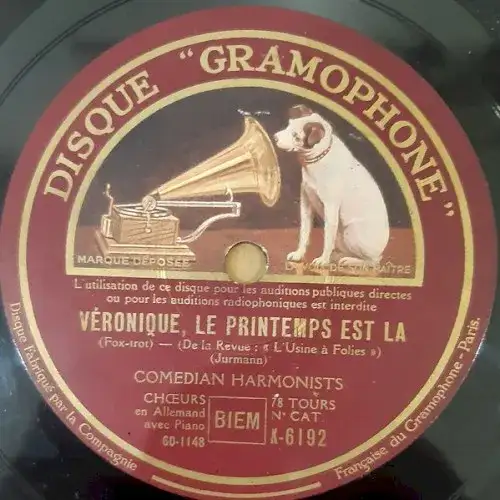 DISQUE "GRAMOPHONE"
MARQUE DÉPOSÉE
LA VOIX DE SON MAÎTRE
L'utilisation de ce disque pour les auditions publiques directes
ou pour les auditions radiophoniques est interdite
VÉRONIQUE, LE PRINTEMPS EST LA
(Fox-trot) — (De la Revue : « L'Usine à Folies »)
(Jurmann)
COMEDIAN HARMONISTS
CHŒURS
en Allemand
avec Piano
60-1148
BIEM
78 TOURS
N° CAT.
K-6192
Disque Fabriqué par la Compagnie
Française du Gramophone - Paris.